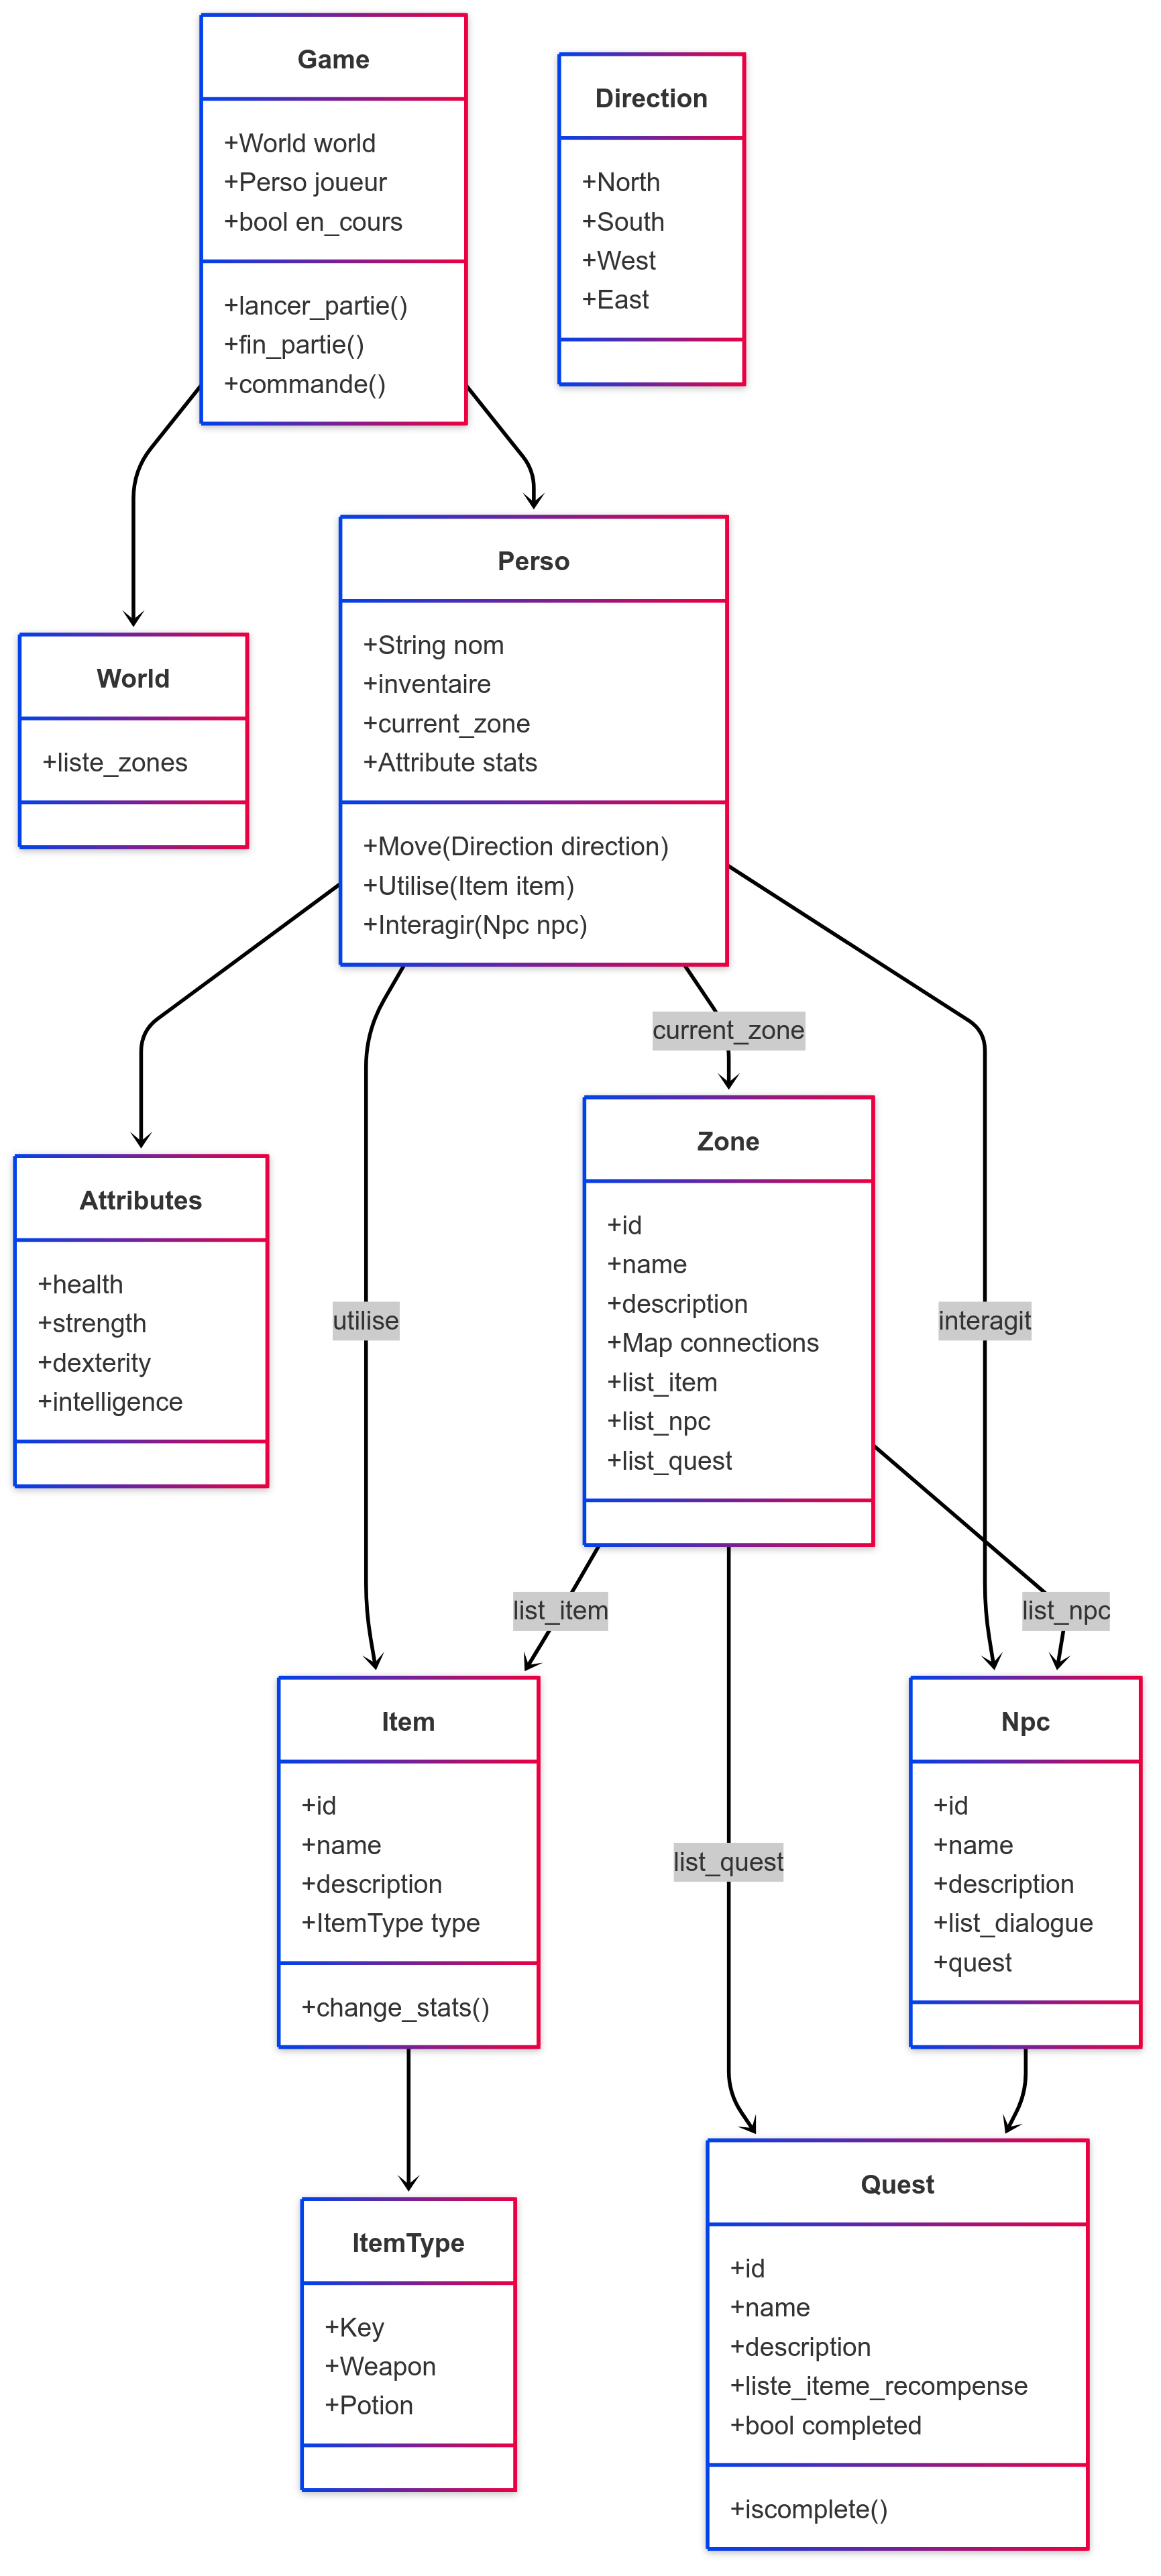 Game
+World world
+Perso joueur
+bool en_cours
+lancer_partie()
+fin_partie()
+commande()
Direction
+North
+South
+West
+East
Perso
+String nom
+inventaire
+current_zone
+Attribute stats
+Move(Direction direction)
+Utilise(Item item)
+Interagir(Npc npc)
World
+liste_zones
current_zone
Attributes
+health
+strength
+dexterity
+intelligence
utilise
Zone
+id
+name
+description
+Map connections
+list_item
+list_npc
+list_quest
interagit
list_item
list_npc
Item
+id
+name
+description
+ItemType type
+change_stats()
list_quest
Npc
+id
+name
+description
+list_dialogue
+quest
ItemType
+Key
+Weapon
+Potion
Quest
+id
+name
+description
+liste_iteme_recompense
+bool completed
+iscomplete()